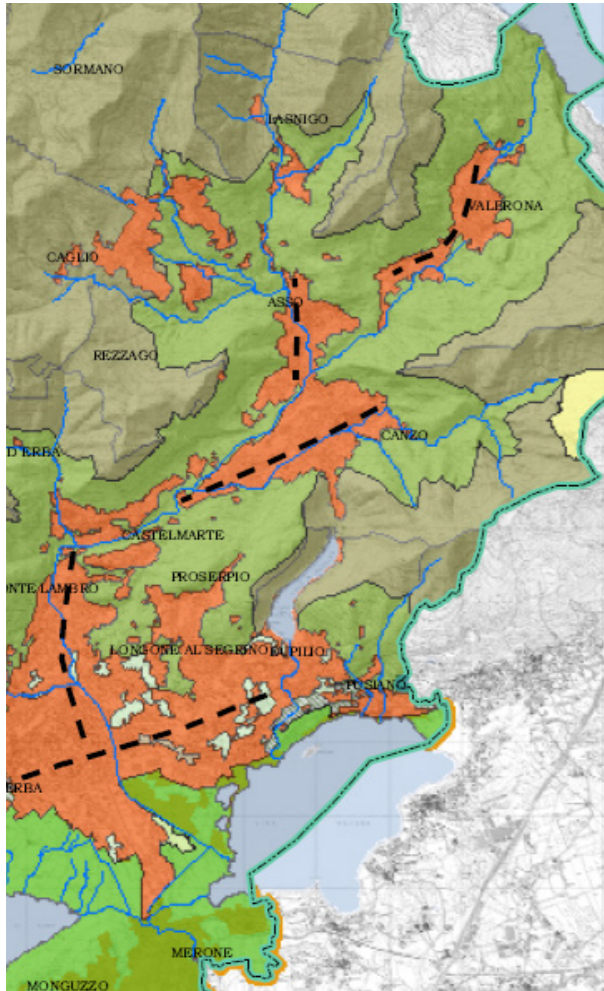 SORMANO
LASNIGO
VALBRONA
CAGLIO
ASSO
REZZAGO
CANZO
D'ERBA
CASTELMARTE
PROSERPIO
ONTE LAMBRO
LONGONE AL SEGRINO
EUPILIO
PUSIANO
ERBA
MERONE
MONGUZZO